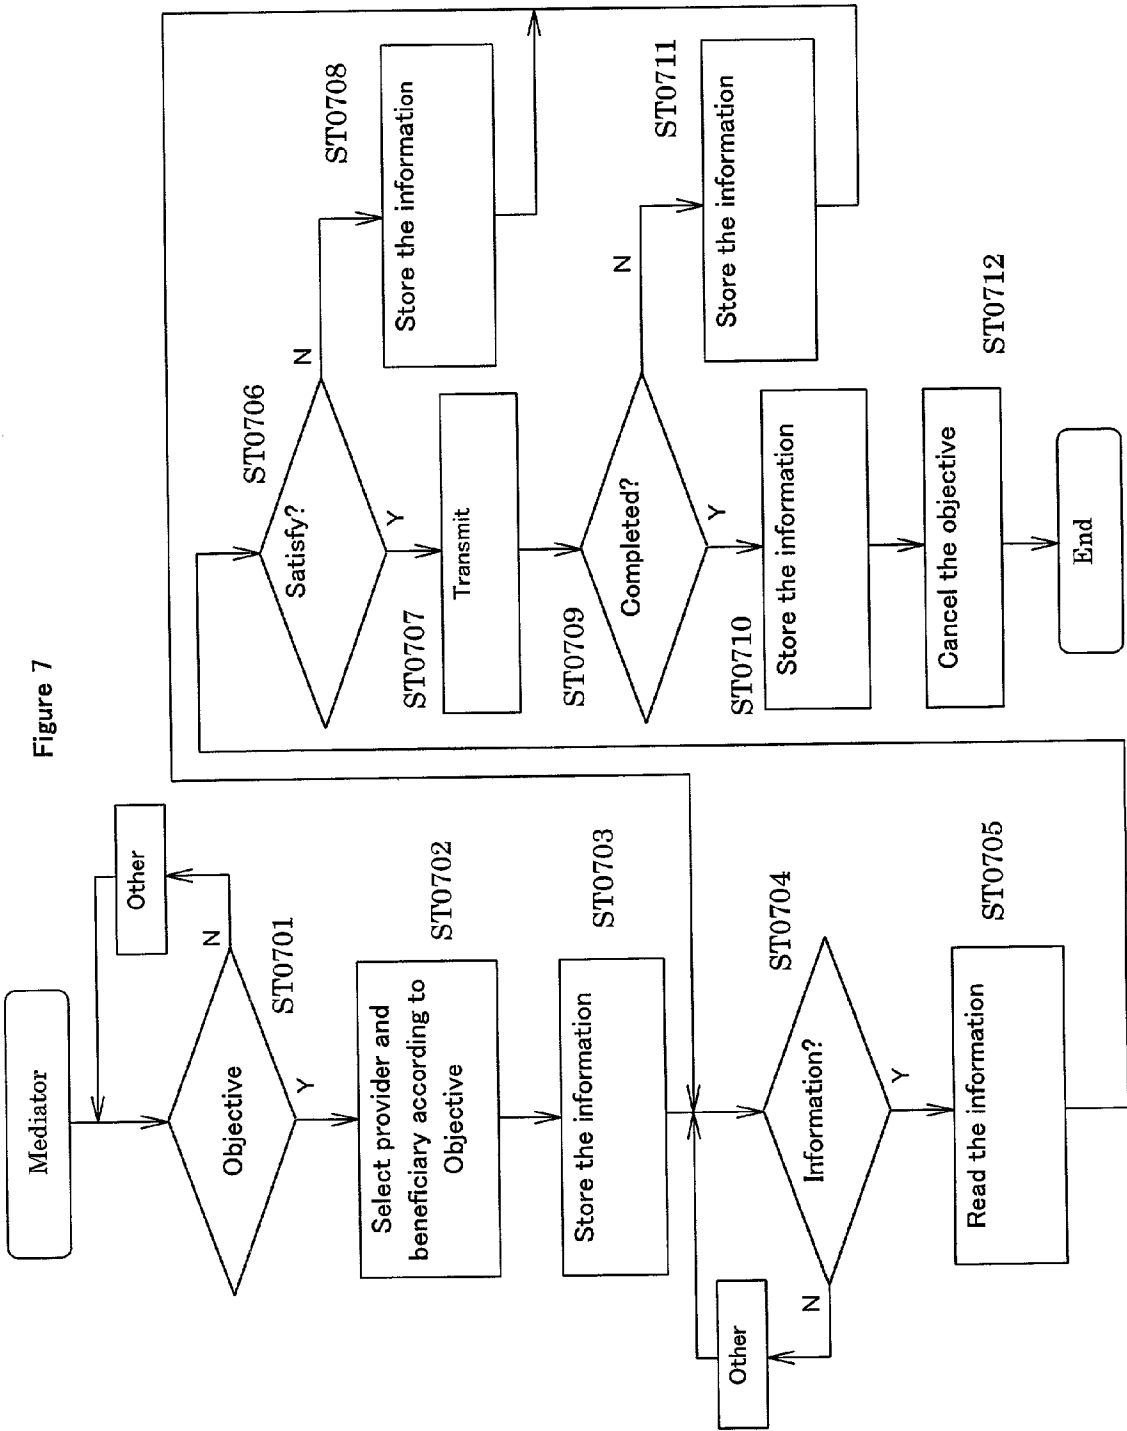 Figure 7
Mediator
Other
Objective
N
ST0701
Y
Select provider and
beneficiary according to
Objective
ST0702
Store the information
ST0703
Information?
ST0704
N
Other
Y
Read the information
ST0705
Satisfy?
ST0706
N
Store the information
ST0708
Y
Transmit
ST0707
Completed?
ST0709
N
Store the information
ST0711
Y
Store the information
ST0710
Cancel the objective
ST0712
End